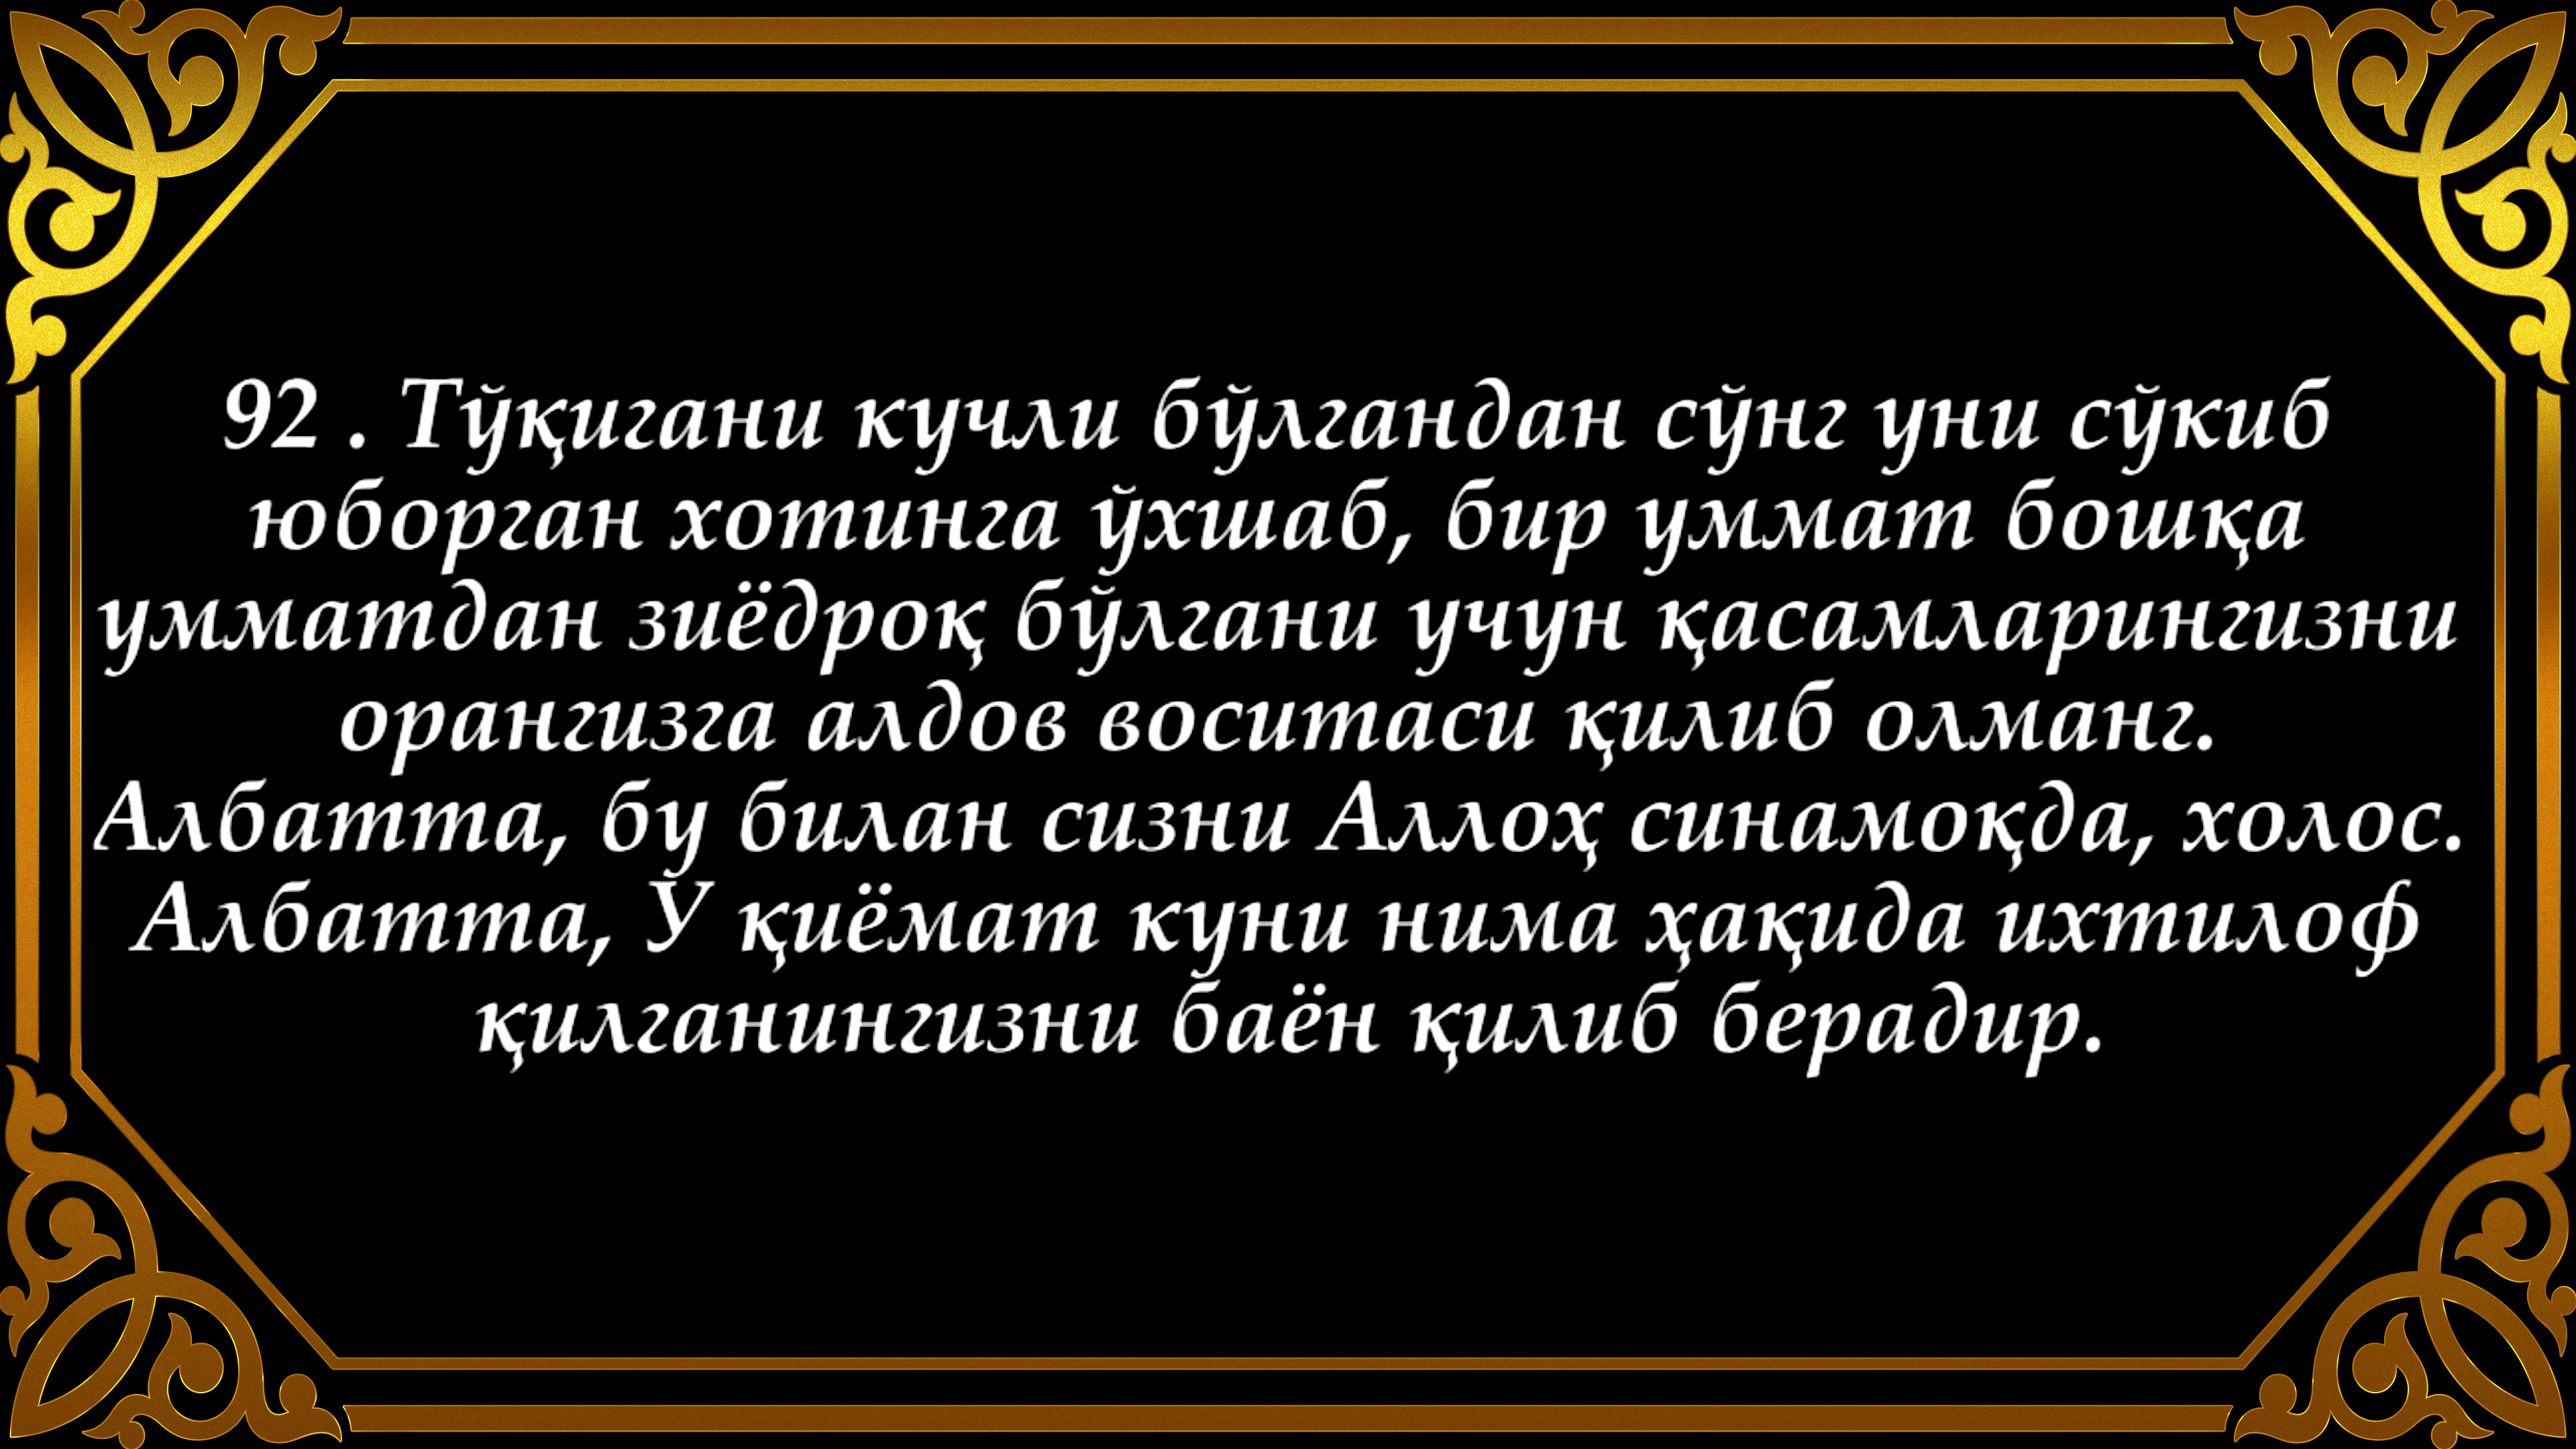 92 . Тўқигани кучли бўлгандан сўнг уни сўкиб
юборган хотинга ўхшаб, бир уммат бошқа
умматдан зиёдроқ бўлгани учун қасамларингизни
орангизга алдов воситаси қилиб олманг.
Албатта, бу билан сизни Аллоҳ синамоқда, холос.
Албатта, У қиёмат куни нима ҳақида ихтилоф
қилганингизни баён қилиб берадир.